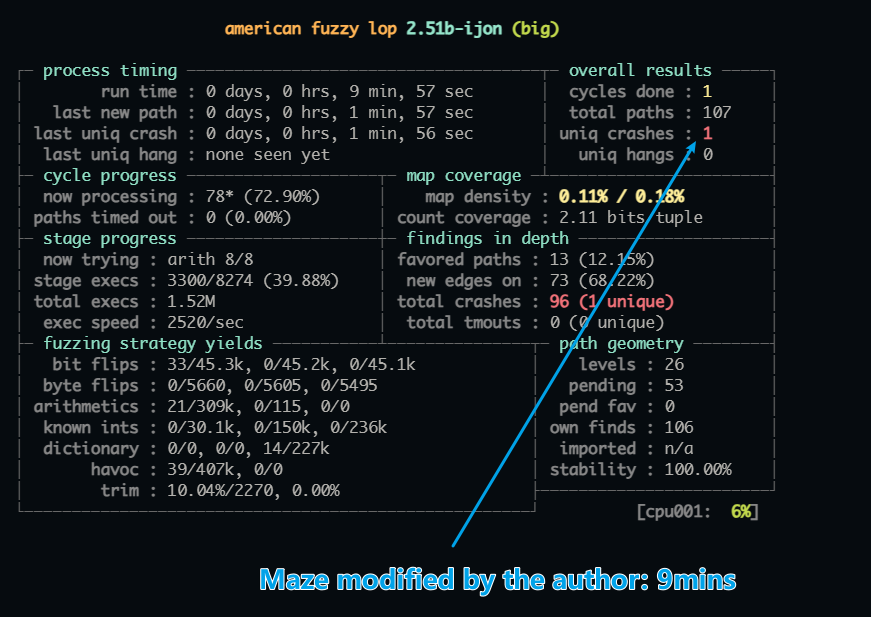 american fuzzy lop 2.51b-ijon (big)
process timing overall results
run time : 0 days, 0 hrs, 9 min, 57 sec cycles done : 1
last new path : 0 days, 0 hrs, 1 min, 57 sec total paths : 107
last uniq crash : 0 days, 0 hrs, 1 min, 56 sec uniq crashes : 1
last uniq hang : none seen yet uniq hangs : 0
cycle progress map coverage
now processing : 78* (72.90%) map density : 0.11% / 0.18%
paths timed out : 0 (0.00%) count coverage : 2.11 bits/tuple
stage progress findings in depth
now trying : arith 8/8 favored paths : 13 (12.15%)
stage execs : 3300/8274 (39.88%) new edges on : 73 (68.22%)
total execs : 1.52M total crashes : 96 (1 unique)
exec speed : 2520/sec total tmouts : 0 (0 unique)
fuzzing strategy yields path geometry
bit flips : 33/45.3k, 0/45.2k, 0/45.1k levels : 26
byte flips : 0/5660, 0/5605, 0/5495 pending : 53
arithmetics : 21/309k, 0/115, 0/0 pend fav : 0
known ints : 0/30.1k, 0/150k, 0/236k own finds : 106
dictionary : 0/0, 0/0, 14/227k imported : n/a
havoc : 39/407k, 0/0 stability : 100.00%
trim : 10.04%/2270, 0.00%
[cpu001: 6%]
Maze modified by the author: 9mins